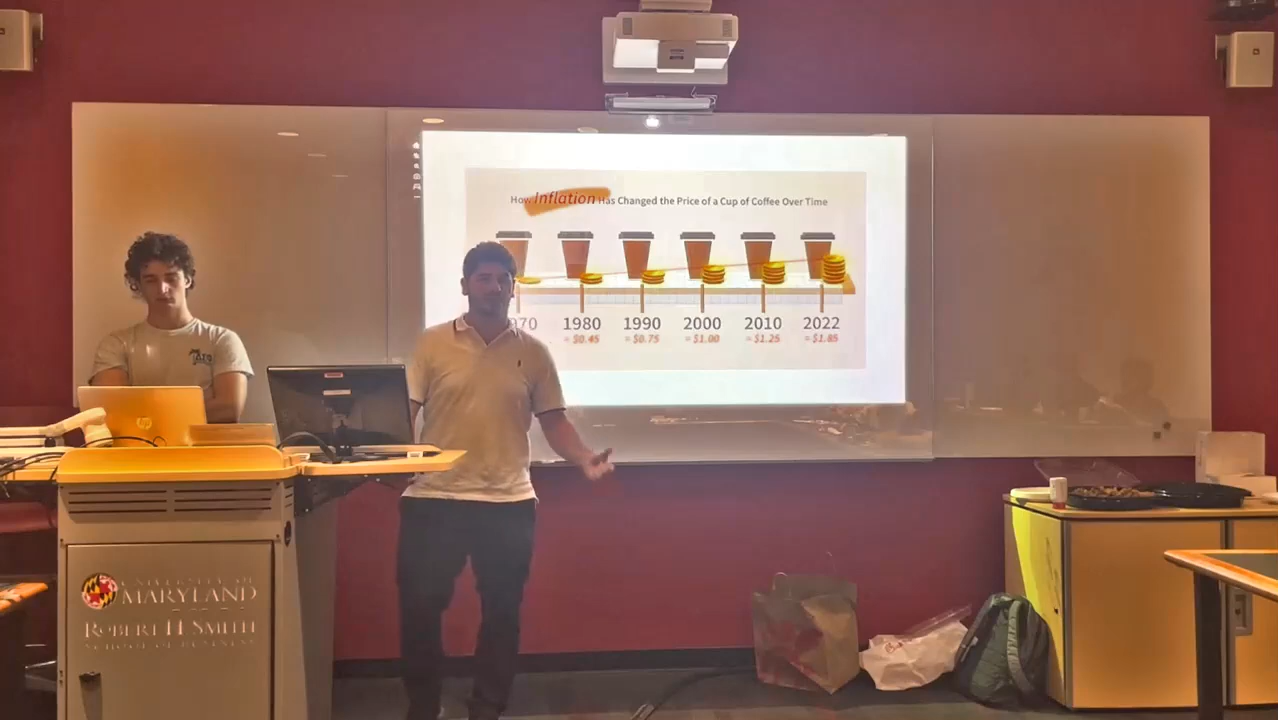 How Inflation Has Changed the Price of a Cup of Coffee Over Time
1980 1990 2000 2010 2022
= $0.45 = $0.75 = $1.00 = $1.25 = $1.85
hp
UNIVERSITY OF
MARYLAND
ROBERT H. SMITH
SCHOOL OF BUSINESS